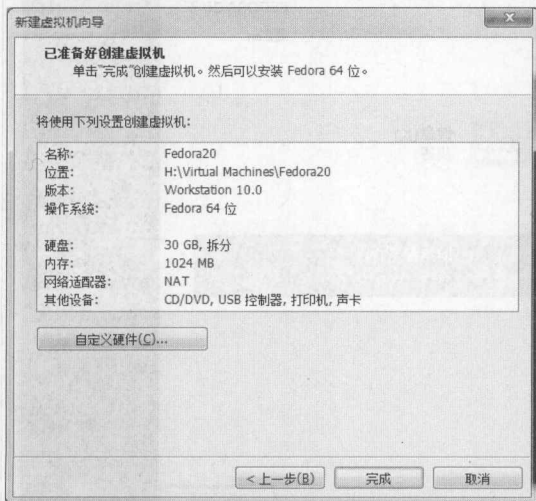 新建虚拟机向导
已准备好创建虚拟机
单击"完成"创建虚拟机。然后可以安装 Fedora 64 位。
将使用下列设置创建虚拟机:
名称: Fedora20
位置: H:\Virtual Machines\Fedora20
版本: Workstation 10.0
操作系统: Fedora 64 位
硬盘: 30 GB, 拆分
内存: 1024 MB
网络适配器: NAT
其他设备: CD/DVD, USB 控制器, 打印机, 声卡
自定义硬件(C)...
< 上一步(B) 完成 取消